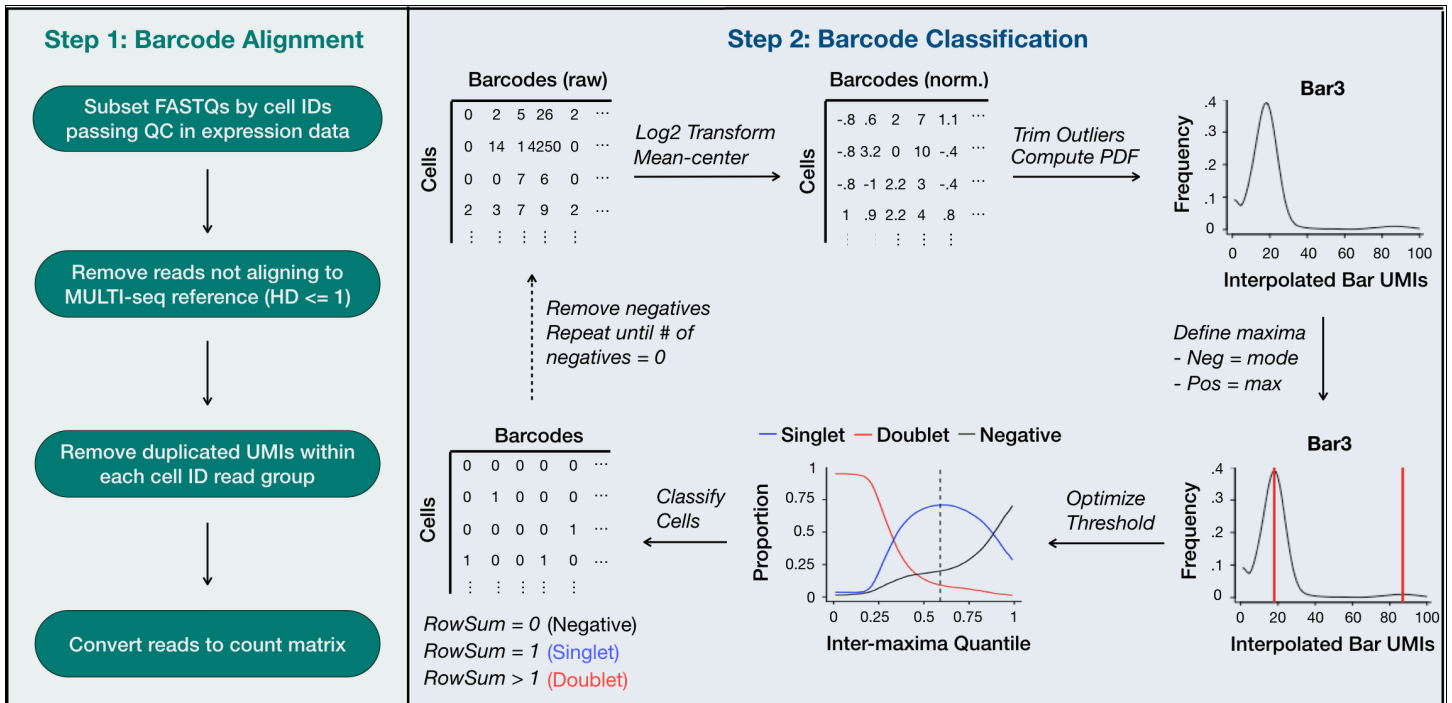 Step 1: Barcode Alignment
Subset FASTQs by cell IDs
passing QC in expression data
Remove reads not aligning to
MULTI-seq reference (HD <= 1)
Remove duplicated UMIs within
each cell ID read group
Convert reads to count matrix
Step 2: Barcode Classification
Barcodes (raw)
Cells
0 2 5 26 2 ...
0 14 1 4250 0 ...
0 0 7 6 0 ...
2 3 7 9 2 ...
⋮ ⋮ ⋮ ⋮ ⋮
Log2 Transform
Mean-center
Barcodes (norm.)
Cells
-.8 .6 2 7 1.1 ...
-.8 3.2 0 10 -.4 ...
-.8 -1 2.2 3 -.4 ...
1 .9 2.2 4 .8 ...
⋮ ⋮ ⋮ ⋮ ⋮
Trim Outliers
Compute PDF
Bar3
Frequency
.4
.3
.2
.1
0
0 20 40 60 80 100
Interpolated Bar UMIs
Define maxima
- Neg = mode
- Pos = max
Bar3
Frequency
.4
.3
.2
.1
0
0 20 40 60 80 100
Interpolated Bar UMIs
Optimize
Threshold
Singlet Doublet Negative
Proportion
1
0.75
0.5
0.25
0
0 0.25 0.5 0.75 1
Inter-maxima Quantile
Classify
Cells
Barcodes
Cells
0 0 0 0 0 ...
0 1 0 0 0 ...
0 0 0 0 1 ...
1 0 0 1 0 ...
⋮ ⋮ ⋮ ⋮ ⋮
RowSum = 0 (Negative)
RowSum = 1 (Singlet)
RowSum > 1 (Doublet)
Remove negatives
Repeat until # of
negatives = 0